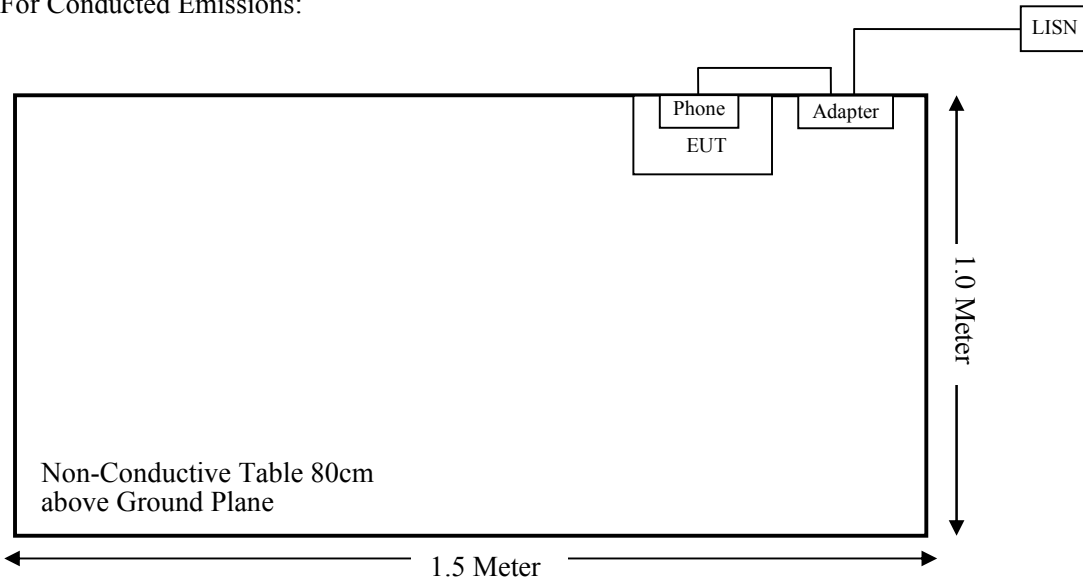 For Conducted Emissions:
LISN
Phone
Adapter
EUT
1.0 Meter
Non-Conductive Table 80cm
above Ground Plane
1.5 Meter